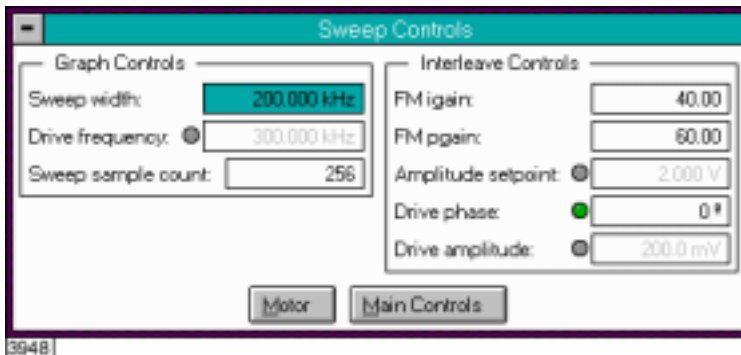 Sweep Controls
Graph Controls
Sweep width: 200.000 kHz
Drive frequency: 300.000 kHz
Sweep sample count: 256
Interleave Controls
FM igain: 40.00
FM pgain: 60.00
Amplitude setpoint: 2.000 V
Drive phase: 0 º
Drive amplitude: 200.0 mV
Motor
Main Controls
3948